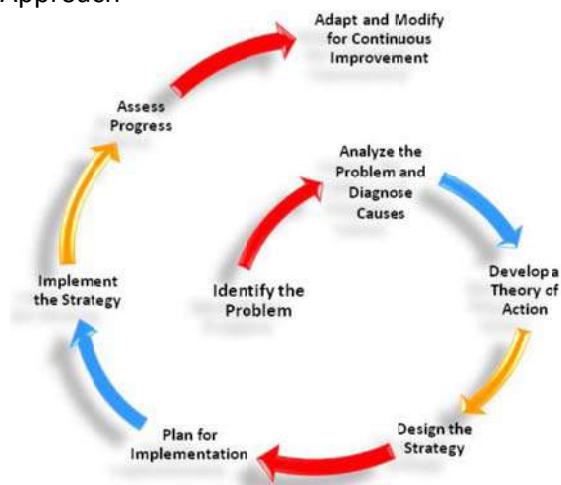 Approach
Adapt and Modify
for Continuous
Improvement
Assess
Progress
Analyze the
Problem and
Diagnose
Causes
Implement
the Strategy
Identify the
Problem
Develop a
Theory of
Action
Plan for
Implementation
Design the
Strategy